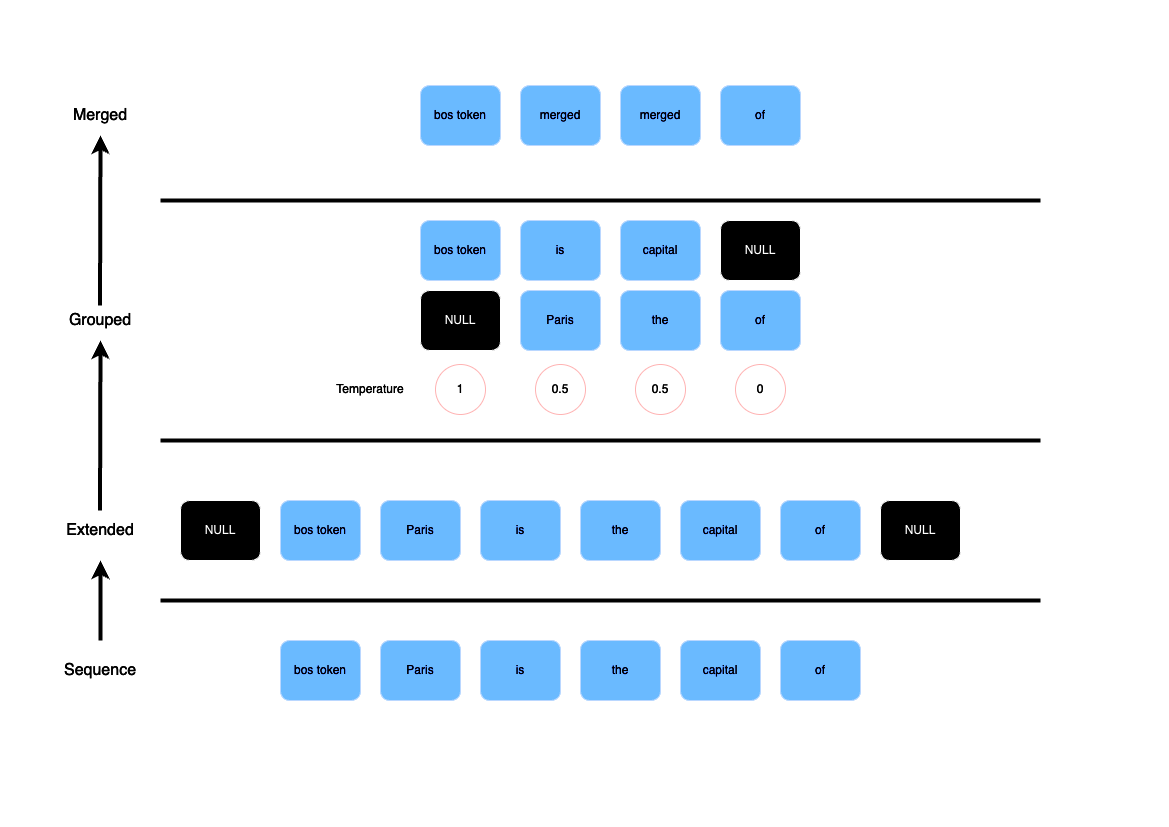 Merged
bos token merged merged of
bos token is capital NULL
Grouped
NULL Paris the of
Temperature 1 0.5 0.5 0
Extended
NULL bos token Paris is the capital of NULL
Sequence
bos token Paris is the capital of